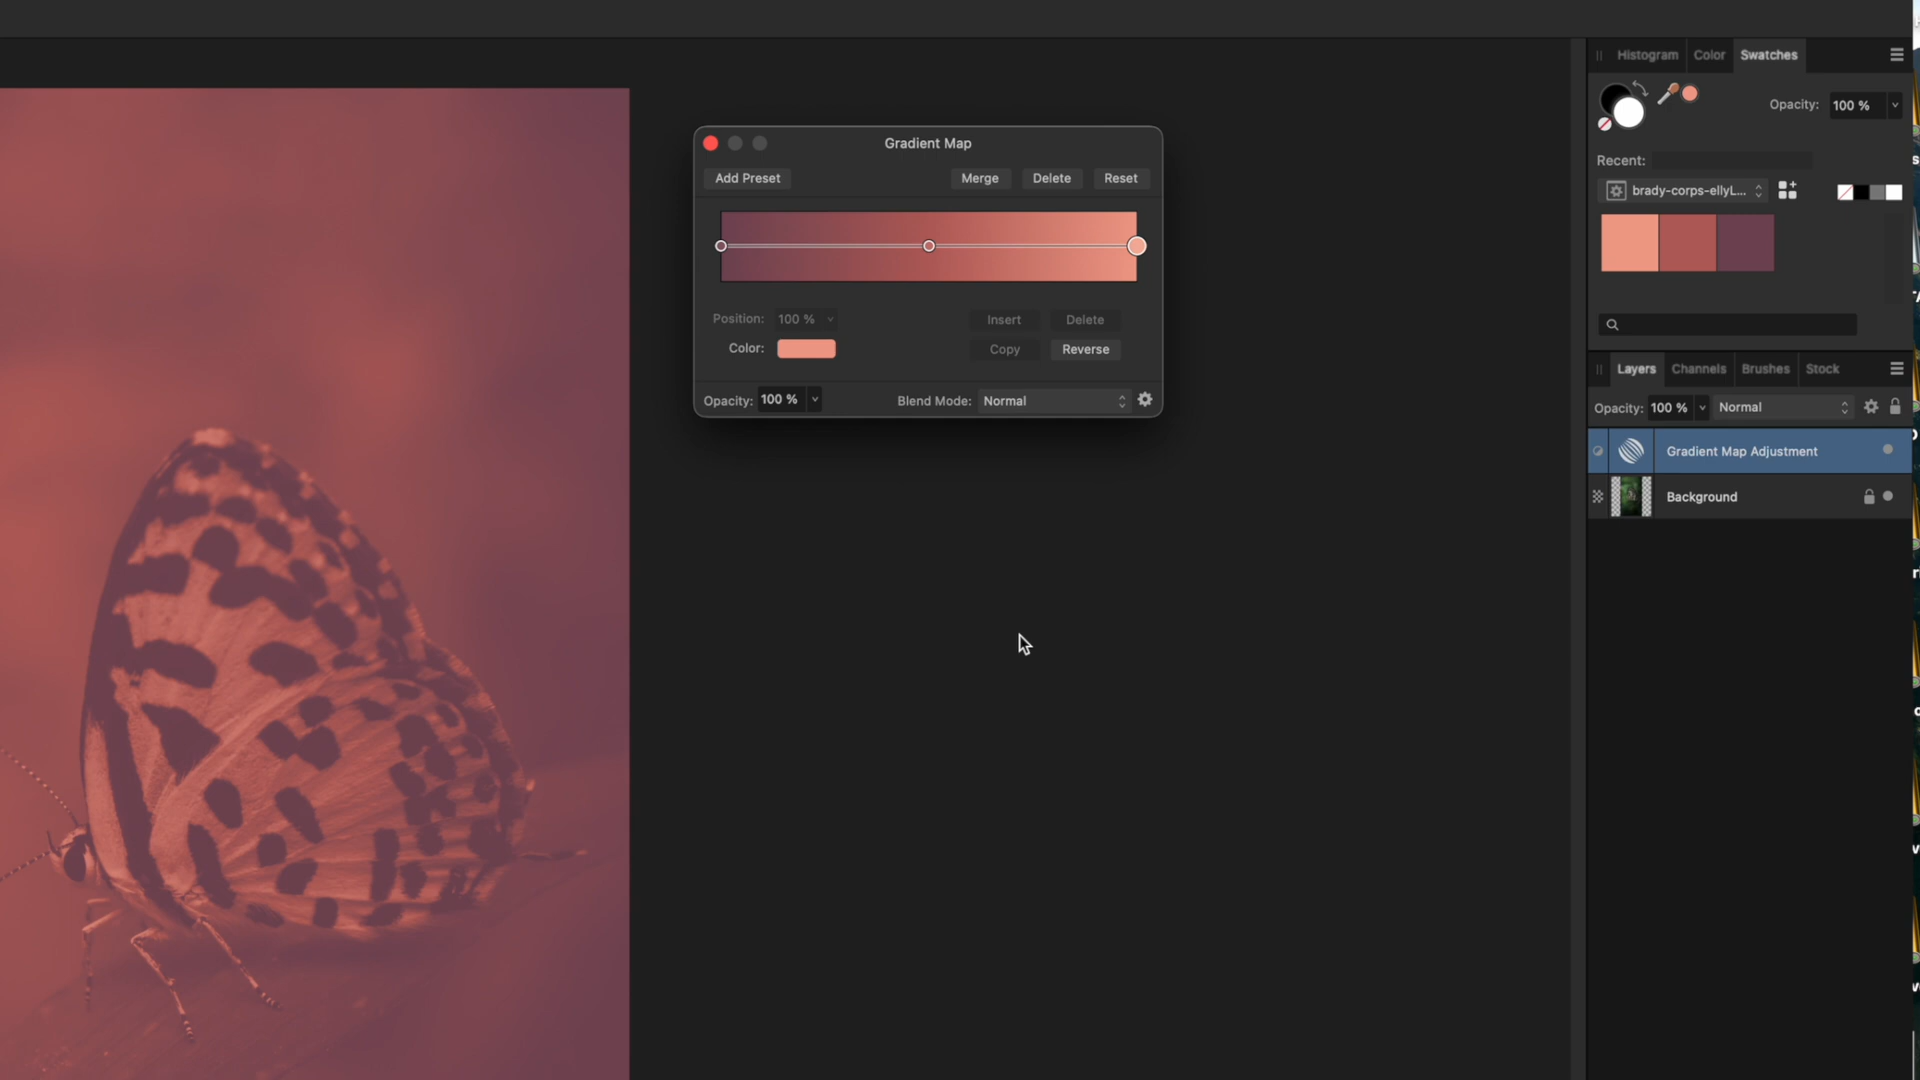 Histogram
Color
Swatches
Opacity: 100 %
Recent:
brady-corps-ellyL...
Gradient Map
Add Preset
Merge
Delete
Reset
Position: 100 %
Insert
Delete
Color:
Copy
Reverse
Opacity: 100 %
Blend Mode: Normal
Layers
Channels
Brushes
Stock
Opacity: 100 %
Normal
Gradient Map Adjustment
Background